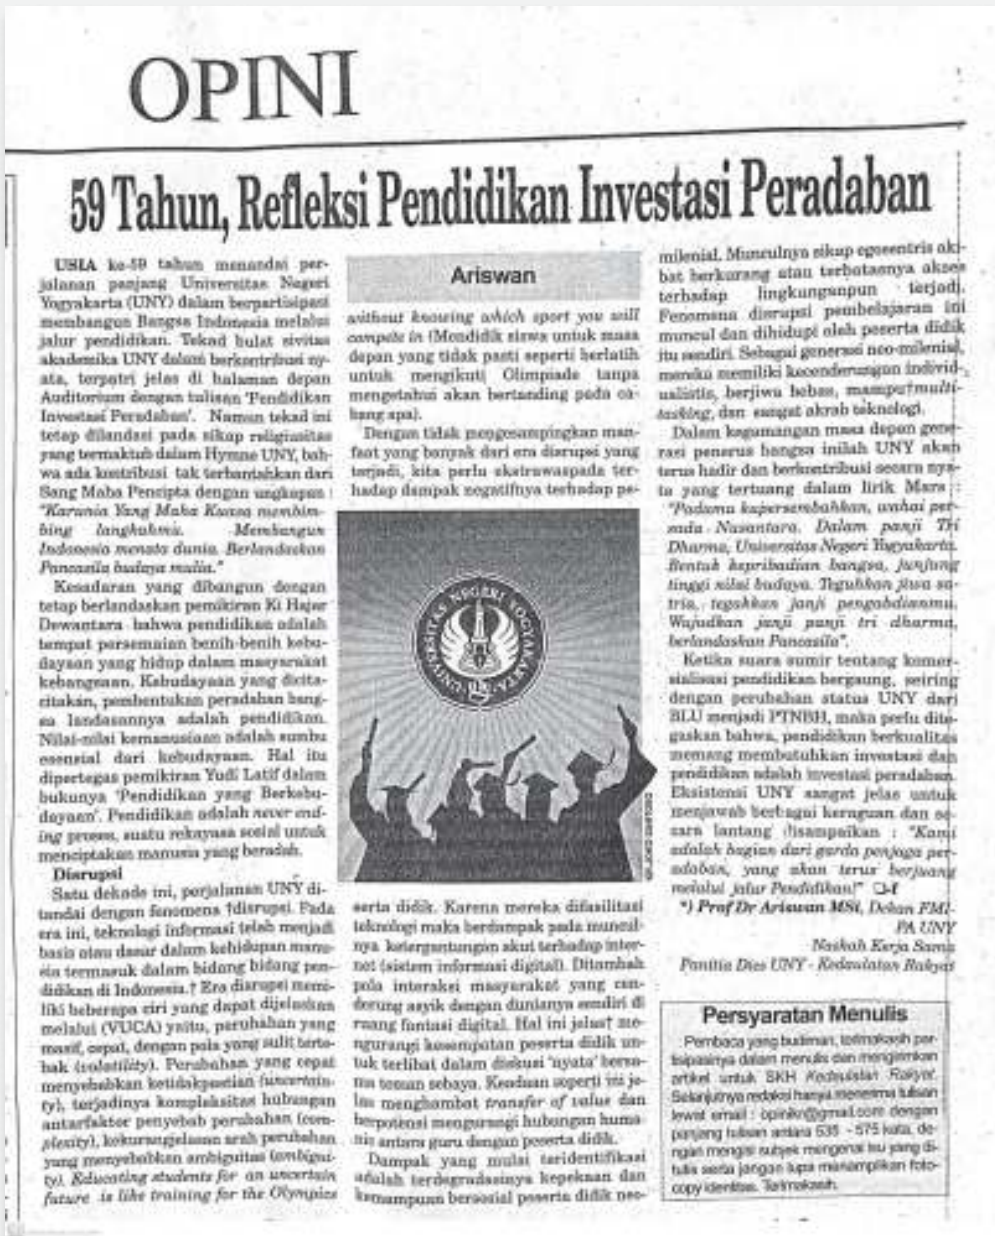 OPINI
59 Tahun, Refleksi Pendidikan Investasi Peradaban
Ariswan
USIA ke-59 tahun menandai per-
jalanan panjang Universitas Negeri
Yogyakarta (UNY) dalam berpartisipasi
membangun Bangsa Indonesia melalui
jalur pendidikan. Tekad bulat sivitas
akademika UNY dalam berkontribusi ny-
ata, terpatri jelas di halaman depan
Auditorium dengan tulisan 'Pendidikan
Investasi Peradaban'. Namun tekad ini
tetap dilandasi pada sikap religiusitas
yang termaktub dalam Hymne UNY, bah-
wa ada kontribusi tak terbantahkan dari
Sang Maha Pencipta dengan ungkapan :
"Karunia Yang Maha Kuasa membim-
bing langkahmu. Membangun
Indonesia menata dunia. Berlandaskan
Pancasila budaya mulia."
Kesadaran yang dibangun dengan
tetap berlandaskan pemikiran Ki Hajar
Dewantara bahwa pendidikan adalah
tempat persemaian benih-benih kebu-
dayaan yang hidup dalam masyarakat
kebangsaan. Kebudayaan yang dicita-
citakan, pembentukan peradaban bang-
sa landasannya adalah pendidikan.
Nilai-nilai kemanusiaan adalah sumbu
esensial dari kebudayaan. Hal itu
dipertegas pemikiran Yudi Latif dalam
bukunya 'Pendidikan yang Berkebu-
dayaan'. Pendidikan adalah never end-
ing proses, suatu rekayasa sosial untuk
menciptakan manusia yang beradab.
Disrupsi
Satu dekade ini, perjalanan UNY di-
tandai dengan fenomena †disrupsi. Pada
era ini, teknologi informasi telah menjadi
basis atau dasar dalam kehidupan manu-
sia termasuk dalam bidang bidang pen-
didikan di Indonesia.† Era disrupsi memi-
liki beberapa ciri yang dapat dijelaskan
melalui (VUCA) yaitu, perubahan yang
masif, cepat, dengan pola yang sulit terte-
bak (volatility). Perubahan yang cepat
menyebabkan ketidakpastian (uncertain-
ty), terjadinya kompleksitas hubungan
antarfaktor penyebab perubahan (com-
plexity), kekurangjelasan arah perubahan
yang menyebabkan ambiguitas (ambigui-
ty). Educating students for an uncertain
future is like training for the Olympics
without knowing which sport you will
compete in (Mendidik siswa untuk masa
depan yang tidak pasti seperti berlatih
untuk mengikuti Olimpiade tanpa
mengetahui akan bertanding pada ca-
bang apa).
Dengan tidak mengesampingkan man-
faat yang banyak dari era disrupsi yang
terjadi, kita perlu ekstrawaspada ter-
hadap dampak negatifnya terhadap pe-
UNIVERSITAS NEGERI YOGYAKARTA
serta didik. Karena mereka difasilitasi
teknologi maka berdampak pada muncul-
nya ketergantungan akut terhadap inter-
net (sistem informasi digital). Ditambah
pola interaksi masyarakat yang cen-
derung asyik dengan dunianya sendiri di
ruang fantasi digital. Hal ini jelas† me-
ngurangi kesempatan peserta didik un-
tuk terlibat dalam diskusi 'nyata' bersa-
ma teman sebaya. Keadaan seperti ini je-
las menghambat transfer of value dan
berpotensi mengurangi hubungan huma-
nis antara guru dengan peserta didik.
Dampak yang mulai teridentifikasi
adalah terdegradasinya kepekaan dan
kemampuan bersosial peserta didik neo-
milenial. Munculnya sikap egosentris aki-
bat berkurang atau terbatasnya akses
terhadap lingkunganpun terjadi.
Fenomena disrupsi pembelajaran ini
muncul dan dihidupi oleh peserta didik
itu sendiri. Sebagai generasi neo-milenial,
mereka memiliki kecenderungan individ-
ualistis, berjiwa bebas, mampu†multi-
tasking, dan sangat akrab teknologi.
Dalam kegamangan masa depan gene-
rasi penerus bangsa inilah UNY akan
terus hadir dan berkontribusi secara nya-
ta yang tertuang dalam lirik Mars :
"Padamu kupersembahkan, wahai per-
sada Nusantara. Dalam panji Tri
Dharma, Universitas Negeri Yogyakarta.
Bentuk kepribadian bangsa, junjung
tinggi nilai budaya. Teguhkan jiwa sa-
tria, tegakkan janji pengabdianmu.
Wujudkan janji panji tri dharma,
berlandaskan Pancasila".
Ketika suara sumir tentang komer-
sialisasi pendidikan bergaung, seiring
dengan perubahan status UNY dari
BLU menjadi PTNBH, maka perlu dite-
gaskan bahwa, pendidikan berkualitas
memang membutuhkan investasi dan
pendidikan adalah investasi peradaban.
Eksistensi UNY sangat jelas untuk
menjawab berbagai keraguan dan se-
cara lantang disampaikan : "Kami
adalah bagian dari garda penjaga per-
adaban, yang akan terus berjuang
melalui jalur Pendidikan!" ❑-f
*) Prof Dr Ariswan MSi, Dekan FMI-
PA UNY
Naskah Kerja Sama
Panitia Dies UNY - Kedaulatan Rakyat
Persyaratan Menulis
Pembaca yang budiman, terimakasih par-
tisipasinya dalam menulis dan mengirimkan
artikel untuk SKH Kedaulatan Rakyat.
Selanjutnya redaksi hanya menerima tulisan
lewat email : opinikr@gmail.com dengan
panjang tulisan antara 535 - 575 kata, de-
ngan mengisi subjek mengenai isu yang di-
tulis serta jangan lupa menampilkan foto-
copy identitas. Terimakasih.